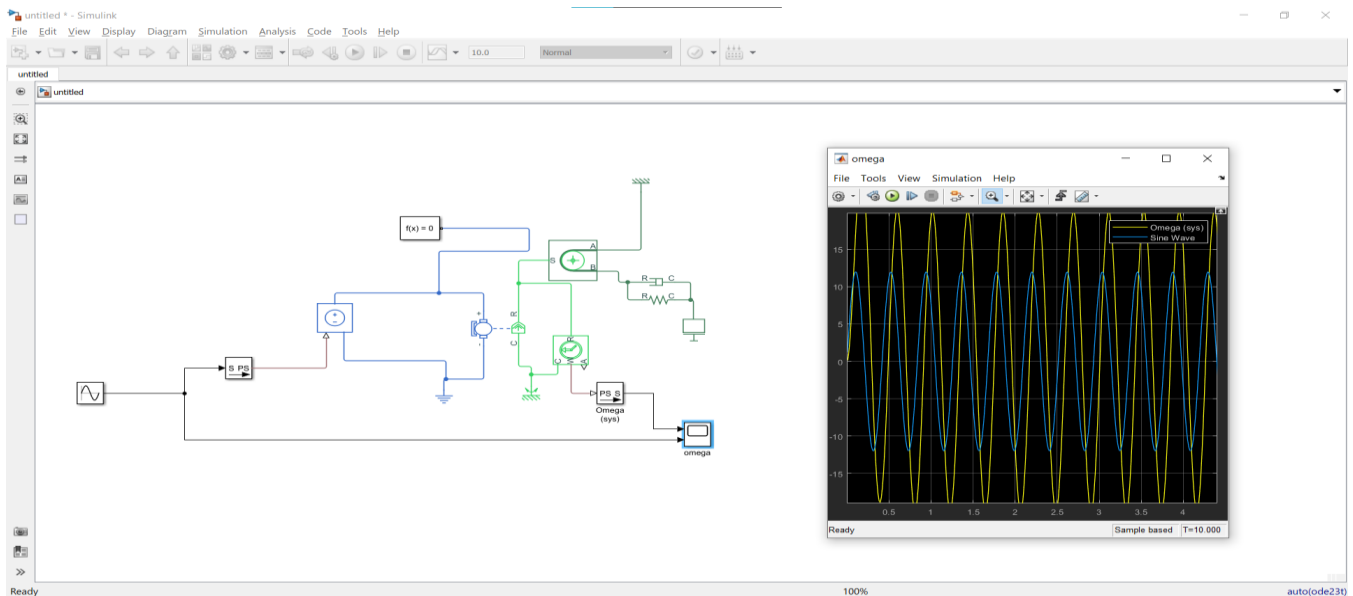 untitled * - Simulink
File Edit View Display Diagram Simulation Analysis Code Tools Help
10.0 Normal
untitled
untitled
f(x) = 0
S
A
B
R C
R C
+
-
R
C
C
W
R
A
S PS
PS S
Omega
(sys)
omega
omega
File Tools View Simulation Help
Omega (sys)
Sine Wave
15
10
5
0
-5
-10
-15
0.5 1 1.5 2 2.5 3 3.5 4
Ready Sample based T=10.000
Ready 100% auto(ode23t)